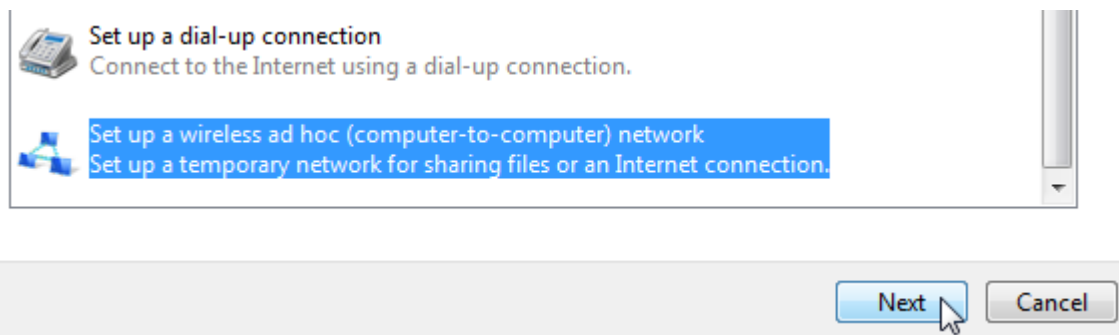 Set up a dial-up connection
Connect to the Internet using a dial-up connection.
Set up a wireless ad hoc (computer-to-computer) network
Set up a temporary network for sharing files or an Internet connection.
Next Cancel